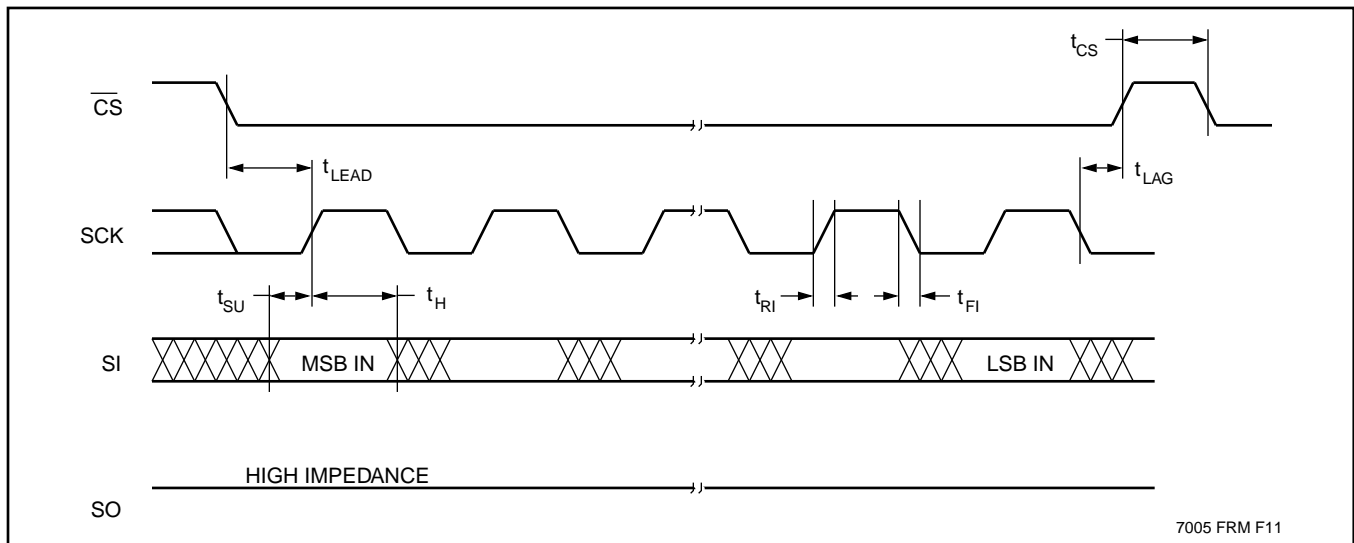 tCS
CS
tLEAD
tLAG
SCK
tSU
tH
tRI
tFI
SI
MSB IN
LSB IN
HIGH IMPEDANCE
SO
7005 FRM F11